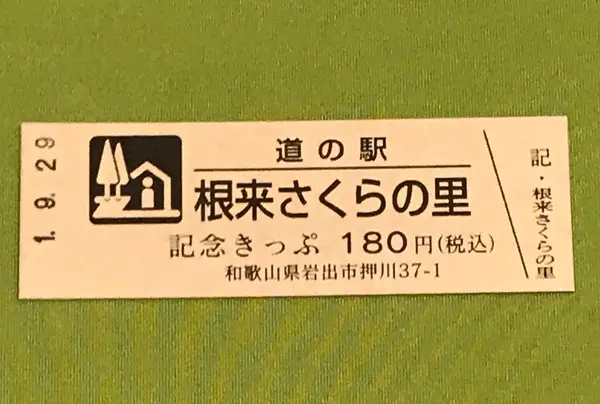 1.9.29
道の駅
根来さくらの里
記念きっぷ 180円(税込)
和歌山県岩出市押川37-1
記・根来さくらの里